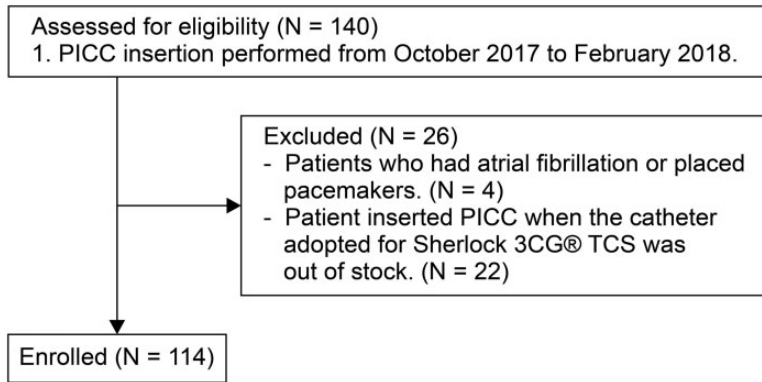 Assessed for eligibility (N = 140)
1. PICC insertion performed from October 2017 to February 2018.
Excluded (N = 26)
- Patients who had atrial fibrillation or placed
pacemakers. (N = 4)
- Patient inserted PICC when the catheter
adopted for Sherlock 3CG® TCS was
out of stock. (N = 22)
Enrolled (N = 114)